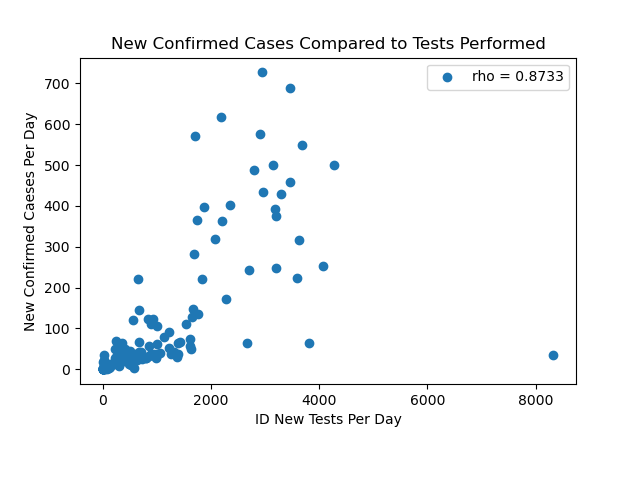 New Confirmed Cases Compared to Tests Performed
rho = 0.8733
700
600
500
400
300
200
100
0
New Confirmed Caeses Per Day
0 2000 4000 6000 8000
ID New Tests Per Day